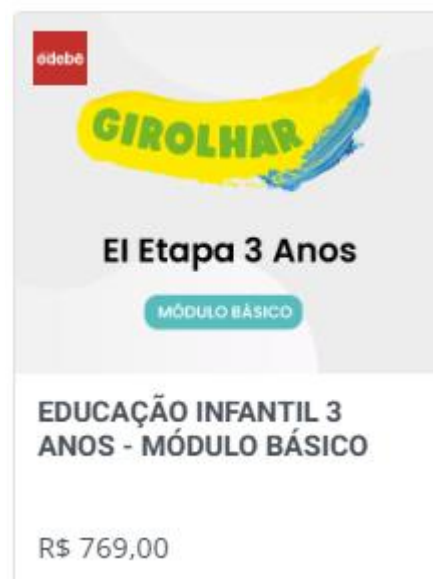 edebê
GIROLHAR
EI Etapa 3 Anos
MÓDULO BÁSICO
EDUCAÇÃO INFANTIL 3
ANOS - MÓDULO BÁSICO
R$ 769,00